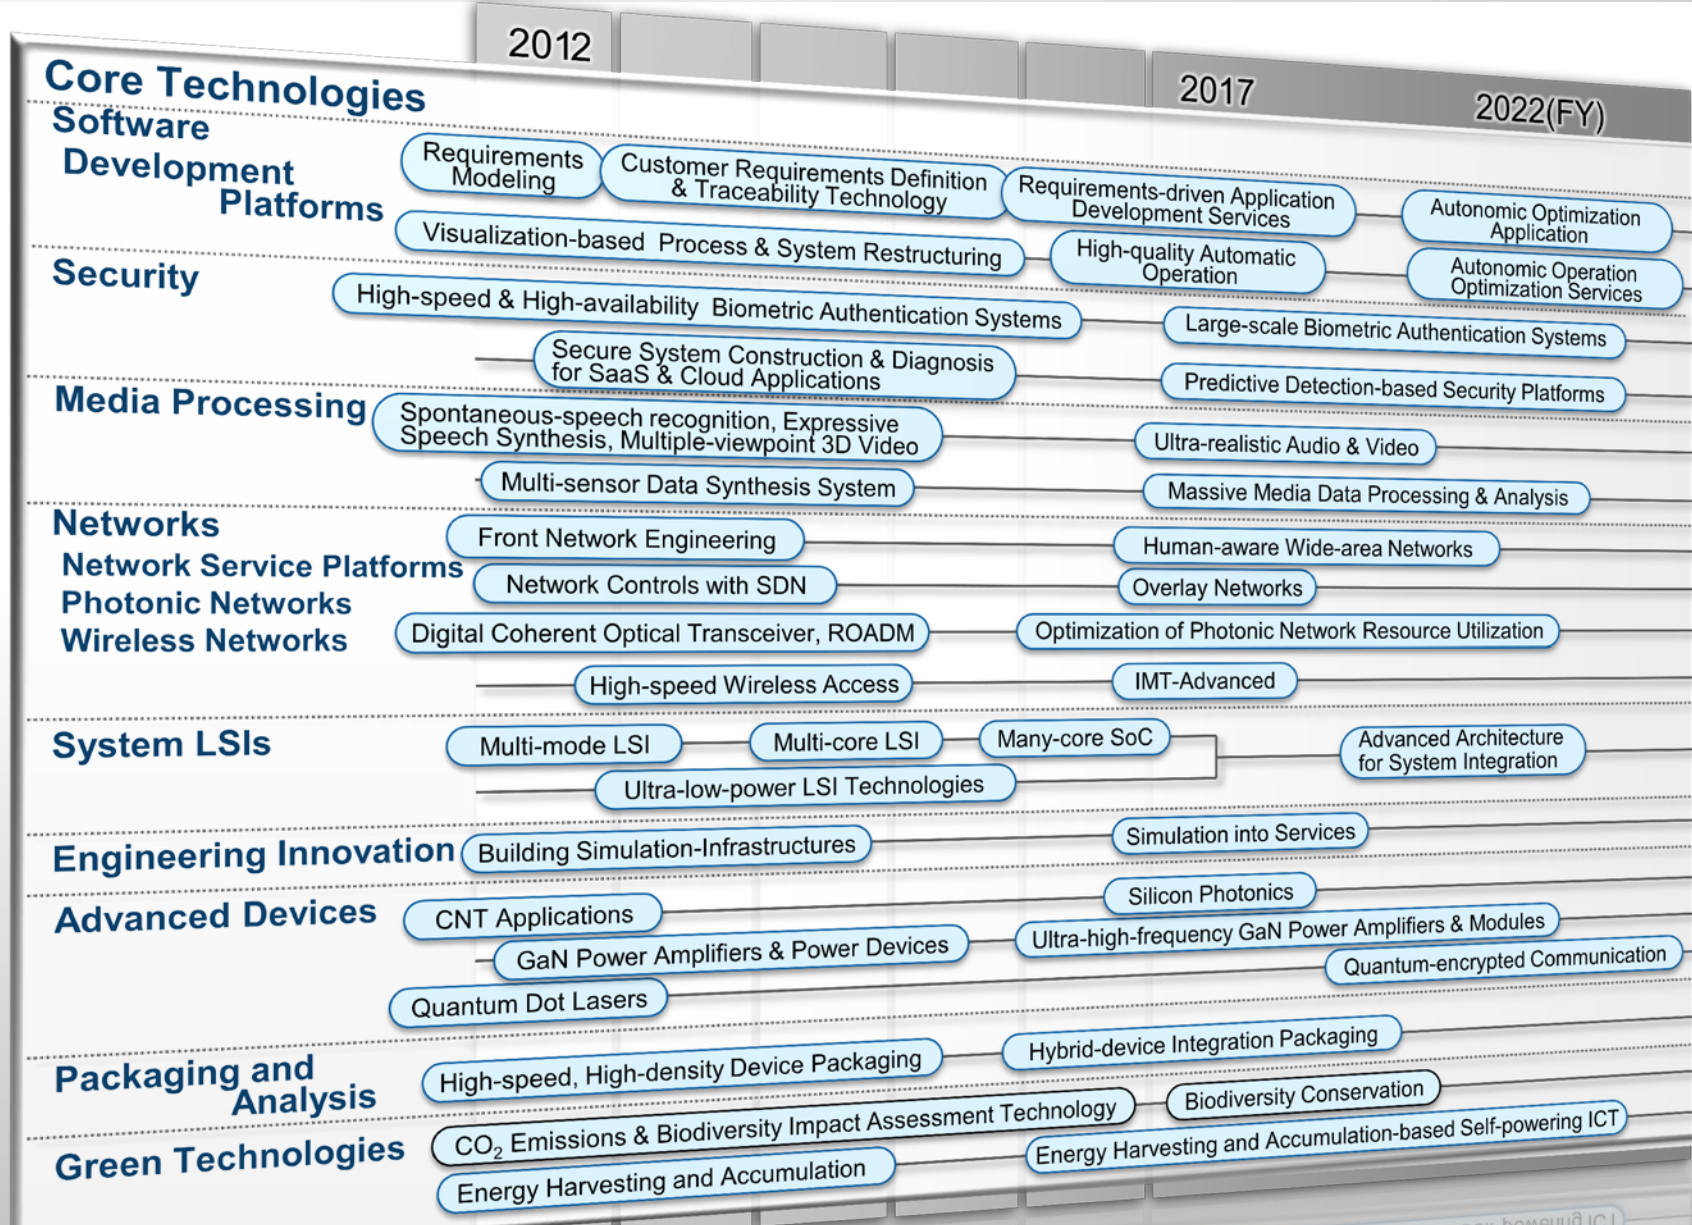 2012
2017
2022(FY)
Core Technologies
Software
Development
Platforms
Requirements
Modeling
Customer Requirements Definition
& Traceability Technology
Requirements-driven Application
Development Services
Autonomic Optimization
Application
Visualization-based Process & System Restructuring
High-quality Automatic
Operation
Autonomic Operation
Optimization Services
Security
High-speed & High-availability Biometric Authentication Systems
Large-scale Biometric Authentication Systems
Secure System Construction & Diagnosis
for SaaS & Cloud Applications
Predictive Detection-based Security Platforms
Media Processing
Spontaneous-speech recognition, Expressive
Speech Synthesis, Multiple-viewpoint 3D Video
Ultra-realistic Audio & Video
Multi-sensor Data Synthesis System
Massive Media Data Processing & Analysis
Networks
Network Service Platforms
Photonic Networks
Wireless Networks
Front Network Engineering
Human-aware Wide-area Networks
Network Controls with SDN
Overlay Networks
Digital Coherent Optical Transceiver, ROADM
Optimization of Photonic Network Resource Utilization
High-speed Wireless Access
IMT-Advanced
System LSIs
Multi-mode LSI
Multi-core LSI
Many-core SoC
Advanced Architecture
for System Integration
Ultra-low-power LSI Technologies
Engineering Innovation
Building Simulation-Infrastructures
Simulation into Services
Advanced Devices
CNT Applications
Silicon Photonics
GaN Power Amplifiers & Power Devices
Ultra-high-frequency GaN Power Amplifiers & Modules
Quantum Dot Lasers
Quantum-encrypted Communication
Packaging and
Analysis
High-speed, High-density Device Packaging
Hybrid-device Integration Packaging
Green Technologies
CO₂ Emissions & Biodiversity Impact Assessment Technology
Biodiversity Conservation
Energy Harvesting and Accumulation
Energy Harvesting and Accumulation-based Self-powering ICT